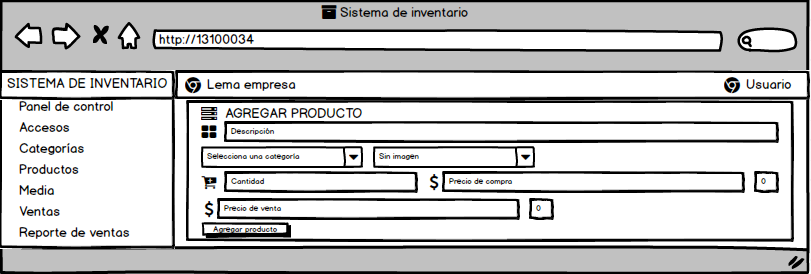 Sistema de inventario
http://13100034
SISTEMA DE INVENTARIO
Lema empresa
Usuario
Panel de control
Accesos
Categorías
Productos
Media
Ventas
Reporte de ventas
AGREGAR PRODUCTO
Descripción
Selecciona una categoría
Sin imagen
Cantidad
$
Precio de compra
0
$
Precio de venta
0
Agregar producto